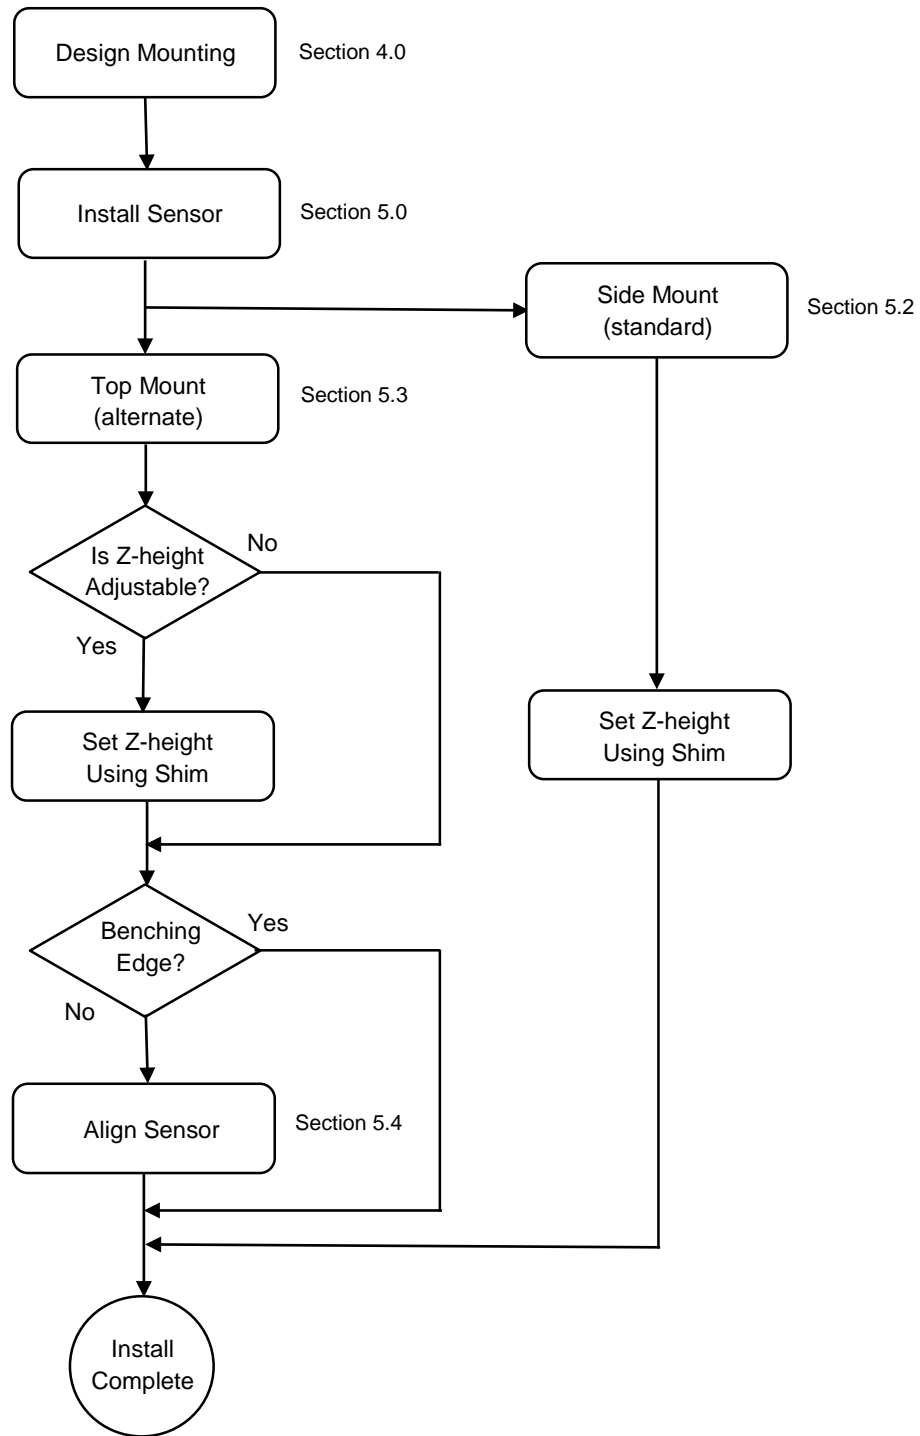 Design Mounting
Section 4.0
Install Sensor
Section 5.0
Side Mount
(standard)
Section 5.2
Top Mount
(alternate)
Section 5.3
Is Z-height
Adjustable?
No
Yes
Set Z-height
Using Shim
Set Z-height
Using Shim
Benching
Edge?
Yes
No
Align Sensor
Section 5.4
Install
Complete